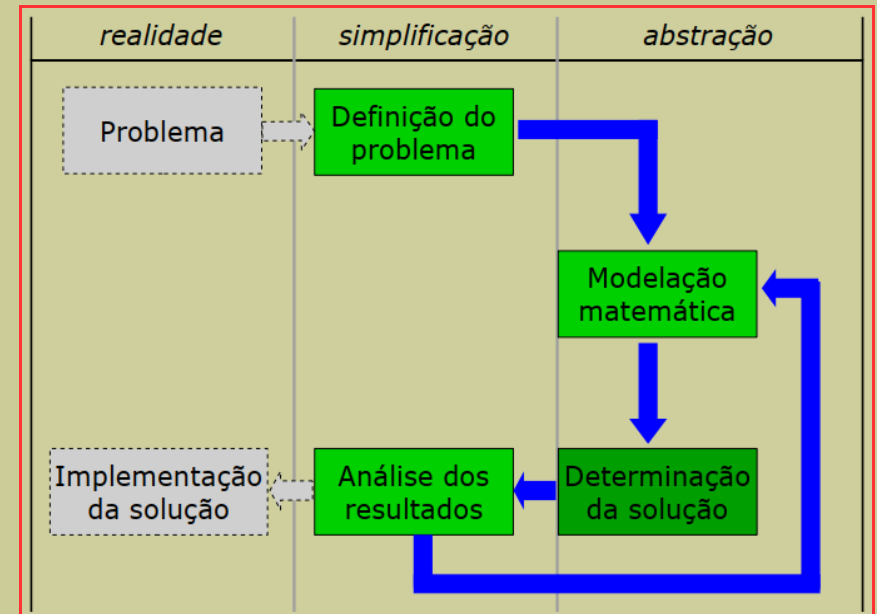 realidade
simplificação
abstração
Problema
Definição do
problema
Modelação
matemática
Implementação
da solução
Análise dos
resultados
Determinação
da solução